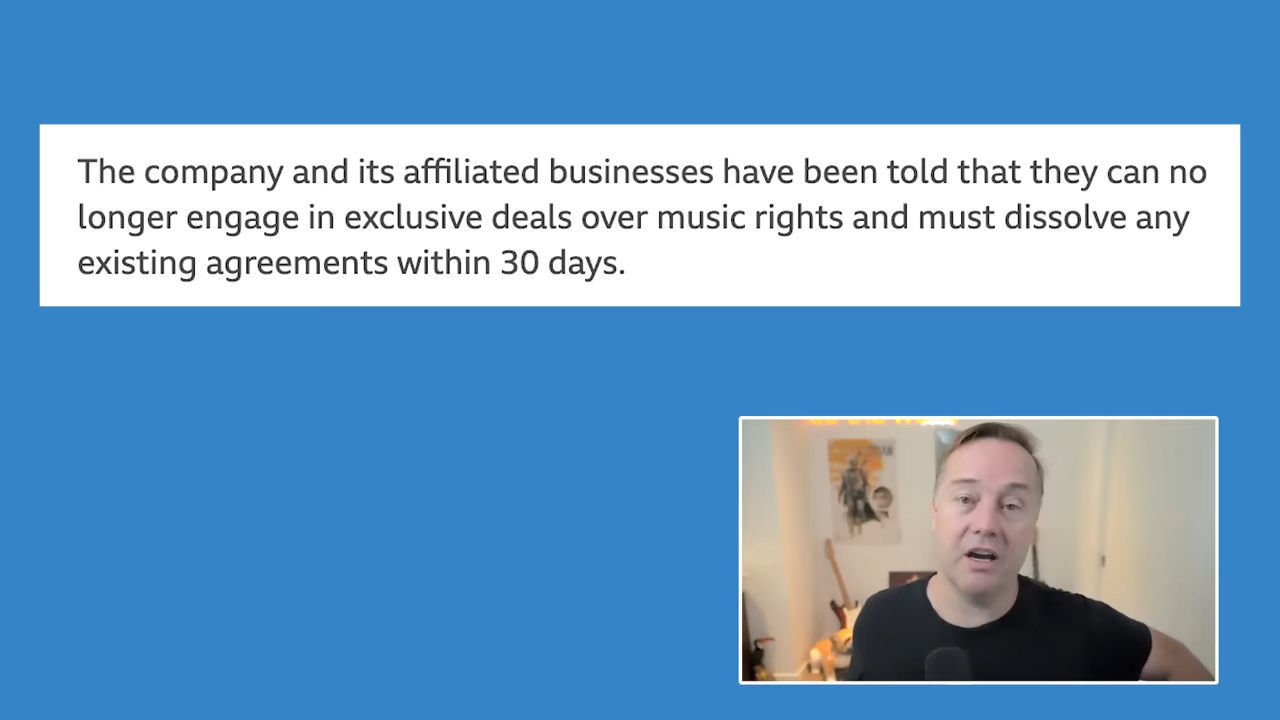 The company and its affiliated businesses have been told that they can no
longer engage in exclusive deals over music rights and must dissolve any
existing agreements within 30 days.